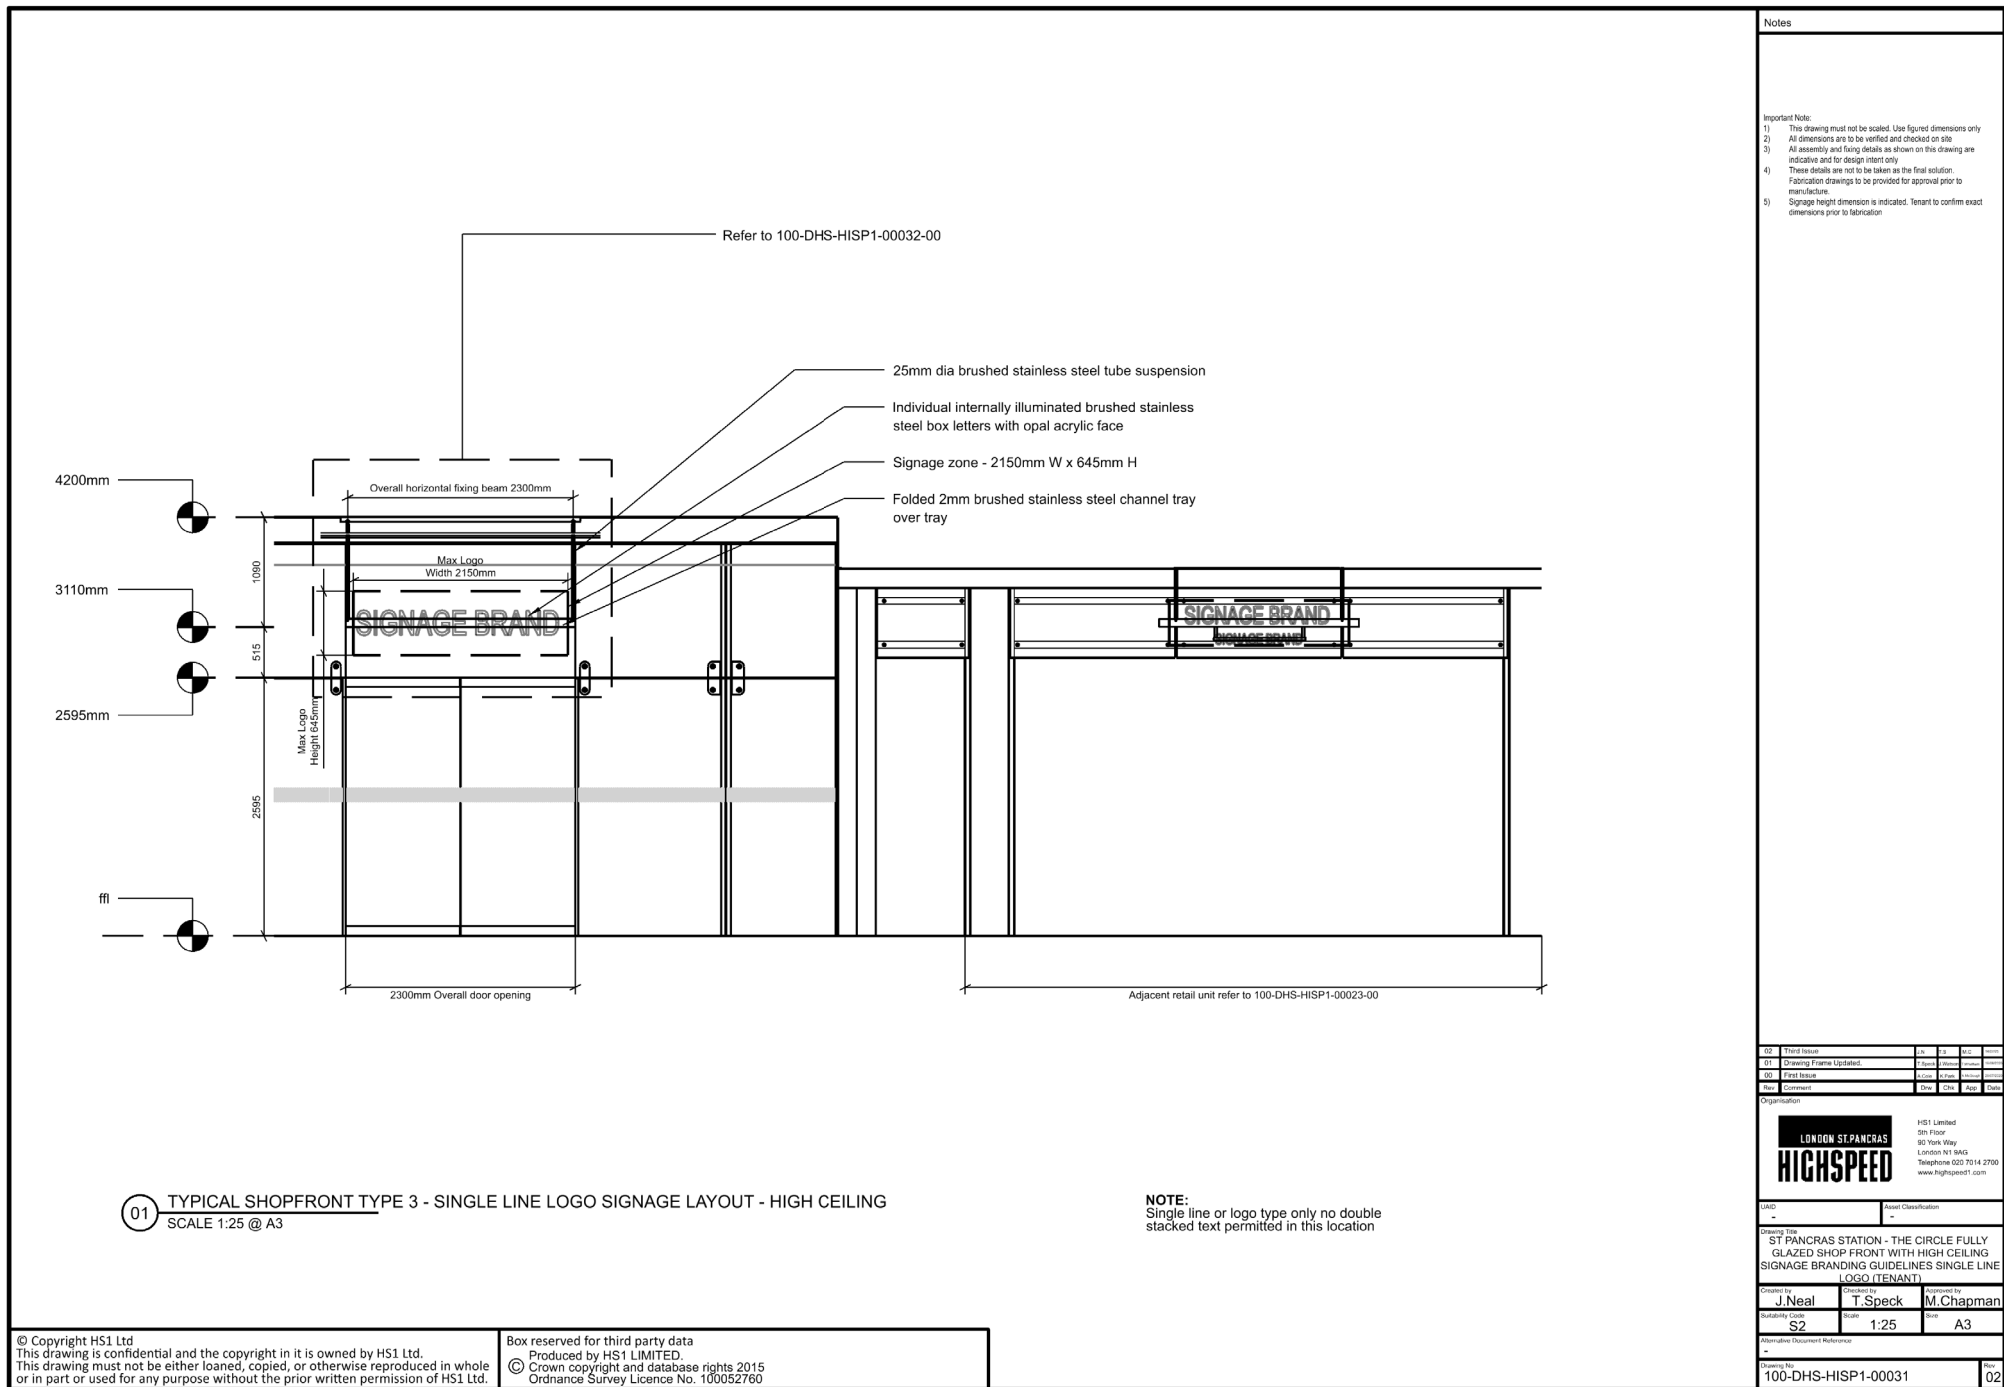 Notes
Important Note:
1) This drawing must not be scaled. Use figured dimensions only
2) All dimensions are to be verified and checked on site
3) All assembly and fixing details as shown on this drawing are
indicative and for design intent only
4) These details are not to be taken as the final solution.
Fabrication drawings to be provided for approval prior to
manufacture.
5) Signage height dimension is indicated. Tenant to confirm exact
dimensions prior to fabrication
Refer to 100-DHS-HISP1-00032-00
25mm dia brushed stainless steel tube suspension
Individual internally illuminated brushed stainless
steel box letters with opal acrylic face
Signage zone - 2150mm W x 645mm H
Folded 2mm brushed stainless steel channel tray
over tray
4200mm
3110mm
2595mm
ffl
1090
515
2595
Overall horizontal fixing beam 2300mm
Max Logo
Width 2150mm
SIGNAGE BRAND
Max Logo
Height 645mm
SIGNAGE BRAND
SIGNAGE BRAND
2300mm Overall door opening
Adjacent retail unit refer to 100-DHS-HISP1-00023-00
01
TYPICAL SHOPFRONT TYPE 3 - SINGLE LINE LOGO SIGNAGE LAYOUT - HIGH CEILING
SCALE 1:25 @ A3
NOTE:
Single line or logo type only no double
stacked text permitted in this location
02 Third Issue J.N T.S M.C
01 Drawing Frame Updated. T.Speck J.Watson
00 First Issue A.Cole K.Park
Rev Comment Drw Chk App Date
Organisation
LONDON ST.PANCRAS
HIGHSPEED
HS1 Limited
5th Floor
90 York Way
London N1 9AG
Telephone 020 7014 2700
www.highspeed1.com
UAID
-
Asset Classification
-
Drawing Title
ST PANCRAS STATION - THE CIRCLE FULLY
GLAZED SHOP FRONT WITH HIGH CEILING
SIGNAGE BRANDING GUIDELINES SINGLE LINE
LOGO (TENANT)
Created by
J.Neal
Checked by
T.Speck
Approved by
M.Chapman
Suitability Code
S2
Scale
1:25
Size
A3
Alternative Document Reference
-
Drawing No
100-DHS-HISP1-00031
Rev
02
© Copyright HS1 Ltd
This drawing is confidential and the copyright in it is owned by HS1 Ltd.
This drawing must not be either loaned, copied, or otherwise reproduced in whole
or in part or used for any purpose without the prior written permission of HS1 Ltd.
Box reserved for third party data
Produced by HS1 LIMITED.
© Crown copyright and database rights 2015
Ordnance Survey Licence No. 100052760